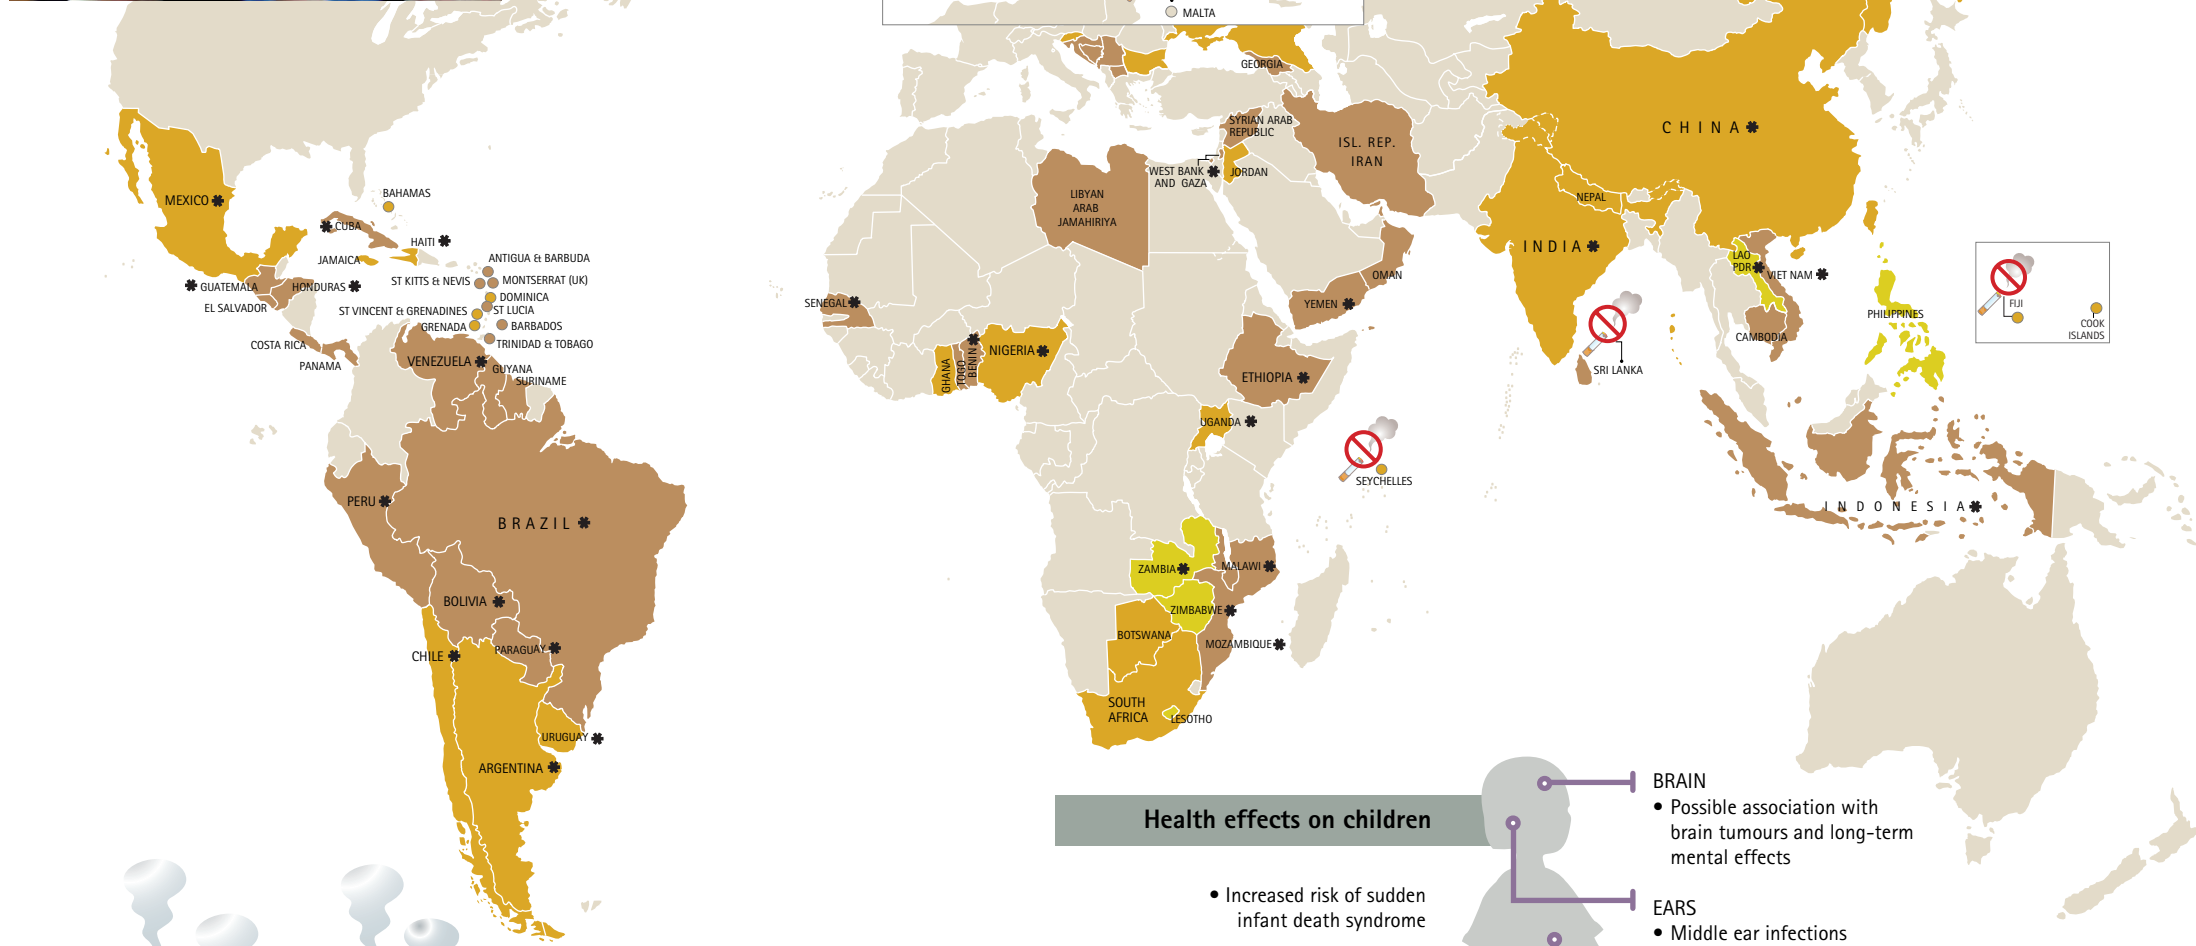 MALTA
GEORGIA
SYRIAN ARAB
REPUBLIC
ISL. REP.
IRAN
CHINA
WEST BANK
AND GAZA
JORDAN
LIBYAN
ARAB
JAMAHIRIYA
NEPAL
INDIA
MEXICO
BAHAMAS
CUBA
HAITI
JAMAICA
ANTIGUA & BARBUDA
ST KITTS & NEVIS
MONTSERRAT (UK)
GUATEMALA
HONDURAS
DOMINICA
EL SALVADOR
ST VINCENT & GRENADINES
ST LUCIA
GRENADA
BARBADOS
COSTA RICA
TRINIDAD & TOBAGO
PANAMA
VENEZUELA
GUYANA
SURINAME
SENEGAL
GHANA
TOGO
BENIN
NIGERIA
OMAN
YEMEN
ETHIOPIA
UGANDA
SEYCHELLES
LAO
PDR
VIET NAM
CAMBODIA
PHILIPPINES
SRI LANKA
FIJI
COOK
ISLANDS
INDONESIA
PERU
BRAZIL
BOLIVIA
PARAGUAY
CHILE
URUGUAY
ARGENTINA
ZAMBIA
MALAWI
ZIMBABWE
BOTSWANA
MOZAMBIQUE
SOUTH
AFRICA
LESOTHO
Health effects on children
BRAIN
• Possible association with
brain tumours and long-term
mental effects
• Increased risk of sudden
infant death syndrome
EARS
• Middle ear infections